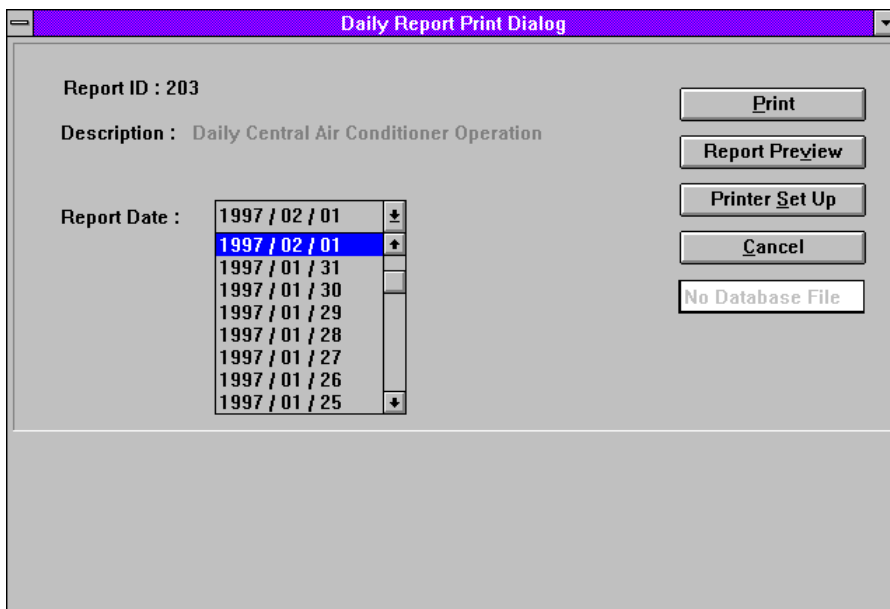 Daily Report Print Dialog
Report ID : 203
Print
Description : Daily Central Air Conditioner Operation
Report Preview
Printer Set Up
Report Date : 1997 / 02 / 01
Cancel
1997 / 02 / 01
1997 / 01 / 31
1997 / 01 / 30
1997 / 01 / 29
1997 / 01 / 28
1997 / 01 / 27
1997 / 01 / 26
1997 / 01 / 25
No Database File